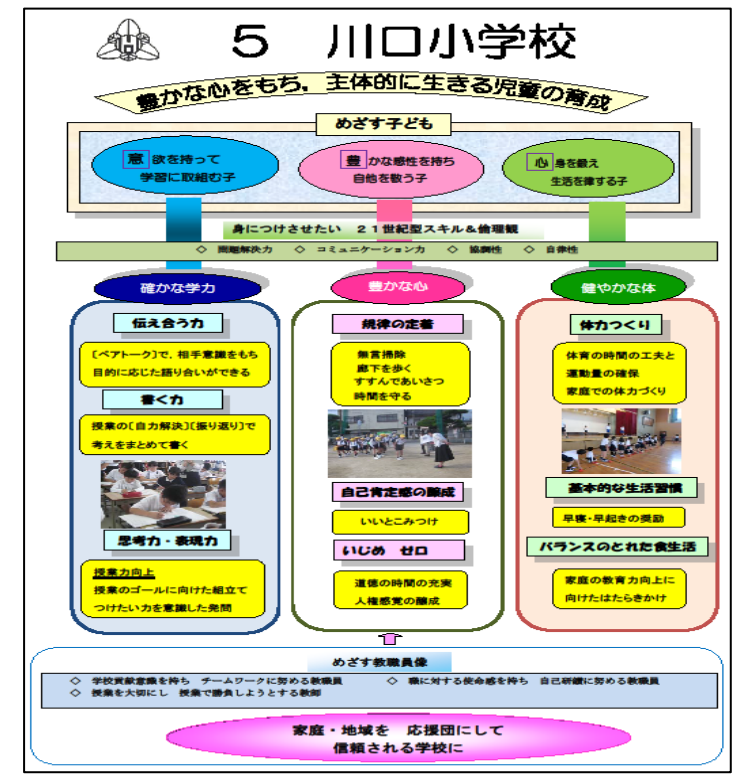 ５　川口小学校
豊かな心をもち，主体的に生きる児童の育成
めざす子ども
意 欲を持って
学習に取組む子
豊 かな感性を持ち
自他を敬う子
心 身を鍛え
生活を律する子
身につけさせたい　２１世紀型スキル＆倫理観
◇　問題解決力　◇　コミュニケーション力　◇　協調性　◇　自律性
確かな学力
伝え合う力
〔ペアトーク〕で，相手意識をもち
目的に応じた語り合いができる
書く力
授業の〔自力解決〕〔振り返り〕で
考えをまとめて書く
思考力・表現力
授業力向上
授業のゴールに向けた組立て
つけたい力を意識した発問
豊かな心
規律の定着
無言掃除
廊下を歩く
すすんであいさつ
時間を守る
自己肯定感の醸成
いいとこみつけ
いじめ　ゼロ
道徳の時間の充実
人権感覚の醸成
健やかな体
体力つくり
体育の時間の工夫と
運動量の確保
家庭での体力づくり
基本的な生活習慣
早寝・早起きの奨励
バランスのとれた食生活
家庭の教育力向上に
向けたはたらきかけ
めざす教職員像
◇　学校貢献意識を持ち　チームワークに努める教職員　◇　職に対する使命感を持ち　自己研鑽に努める教職員
◇　授業を大切にし　授業で勝負しようとする教師
家庭・地域を　応援団にして
信頼される学校に